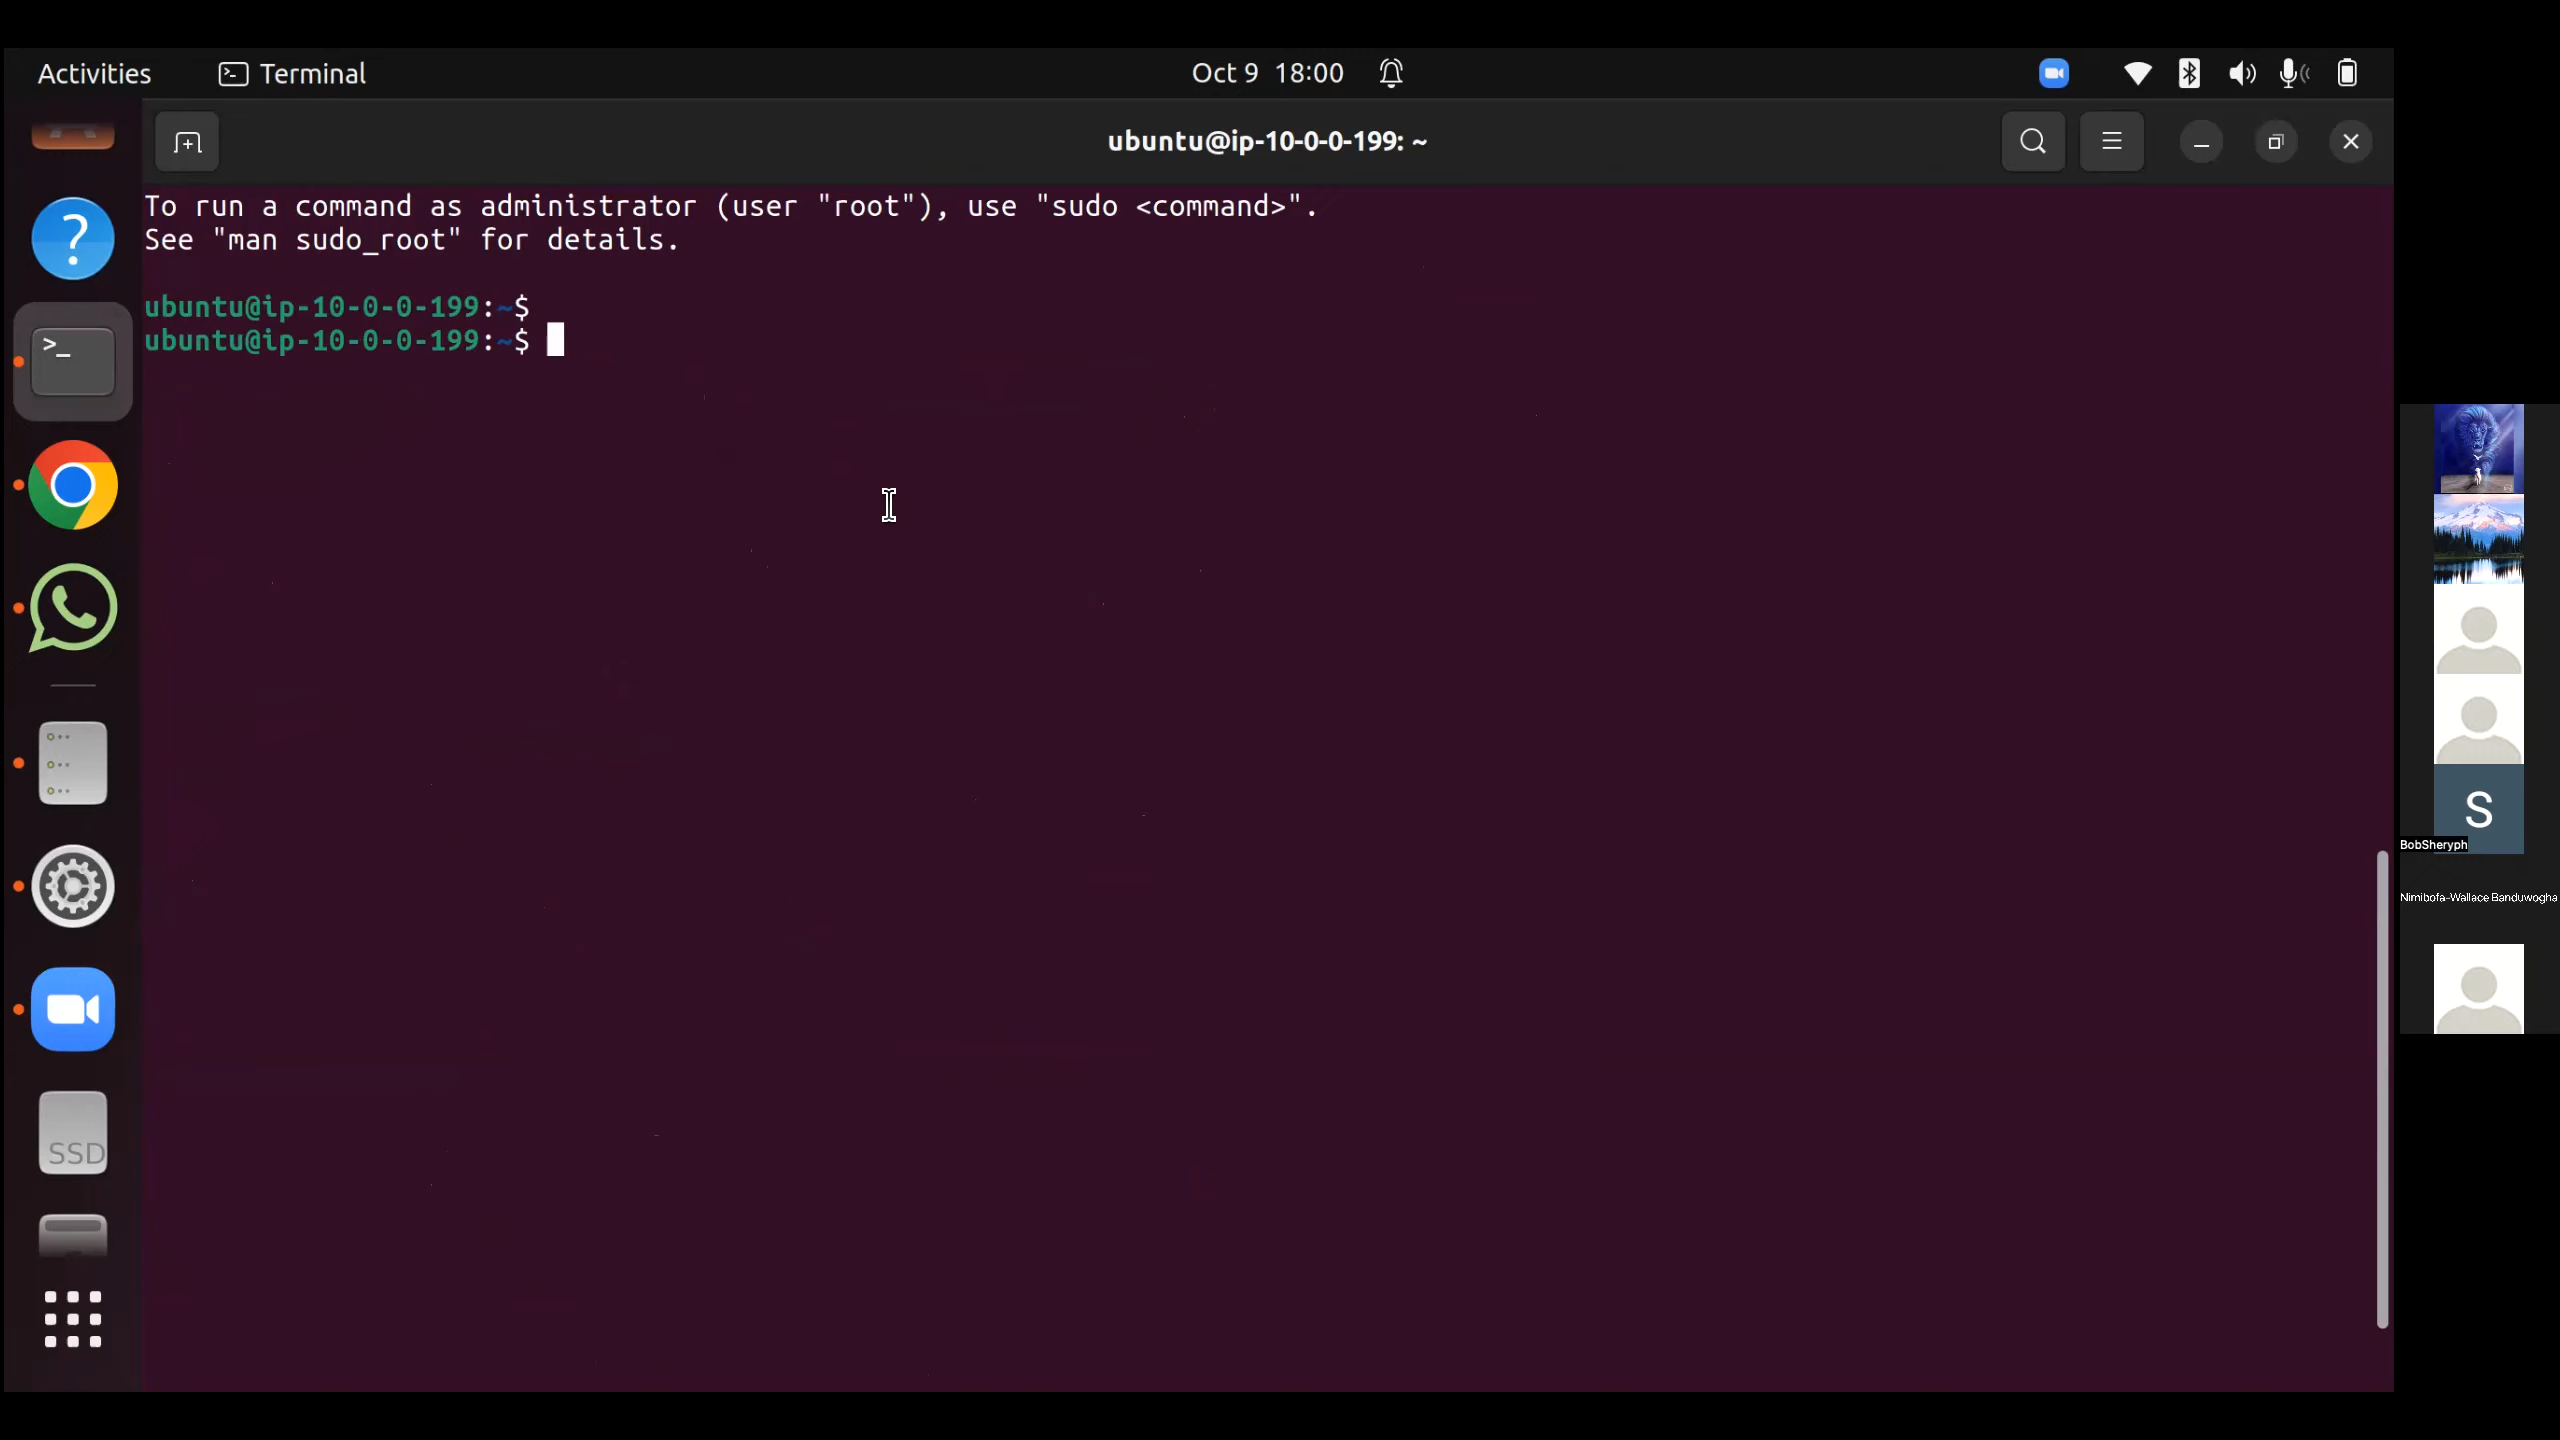 Activities
Terminal
Oct 9 18:00
ubuntu@ip-10-0-0-199: ~
To run a command as administrator (user "root"), use "sudo <command>".
See "man sudo_root" for details.
ubuntu@ip-10-0-0-199:~$
ubuntu@ip-10-0-0-199:~$
S
BobSheryph
Nimibofa-Wallace Banduwogha
SSD